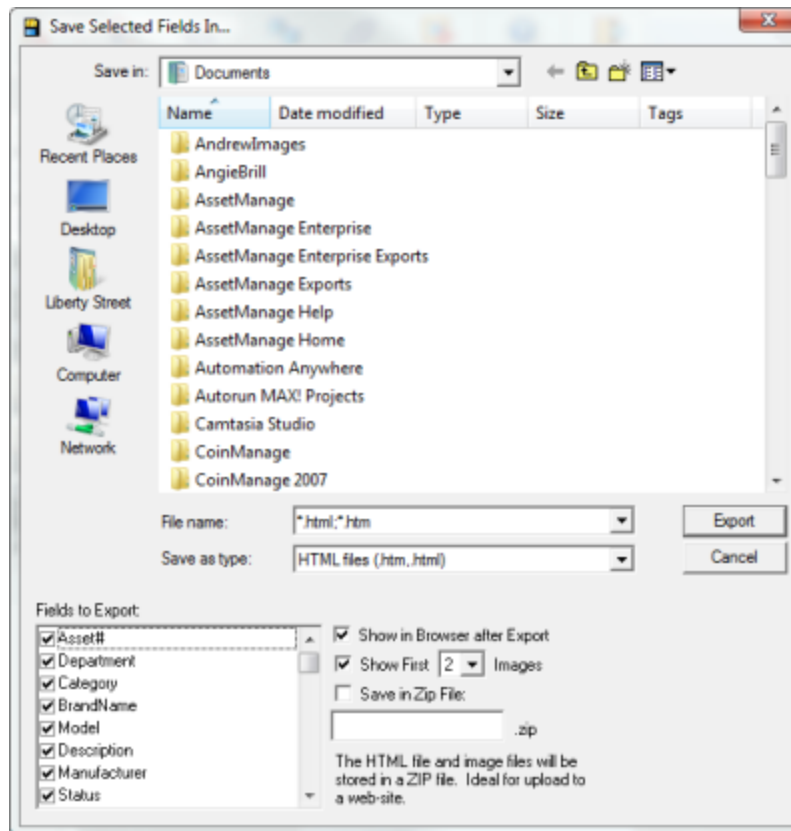 Save Selected Fields In...
Save in: Documents
Name Date modified Type Size Tags
Recent Places
Desktop
Liberty Street
Computer
Network
AndrewImages
AngieBrill
AssetManage
AssetManage Enterprise
AssetManage Enterprise Exports
AssetManage Exports
AssetManage Help
AssetManage Home
Automation Anywhere
Autorun MAX! Projects
Camtasia Studio
CoinManage
CoinManage 2007
File name: *.html;*.htm Export
Save as type: HTML files (.htm,.html) Cancel
Fields to Export:
Asset#
Department
Category
BrandName
Model
Description
Manufacturer
Status
Show in Browser after Export
Show First 2 Images
Save in Zip File:
.zip
The HTML file and image files will be
stored in a ZIP file. Ideal for upload to
a web-site.